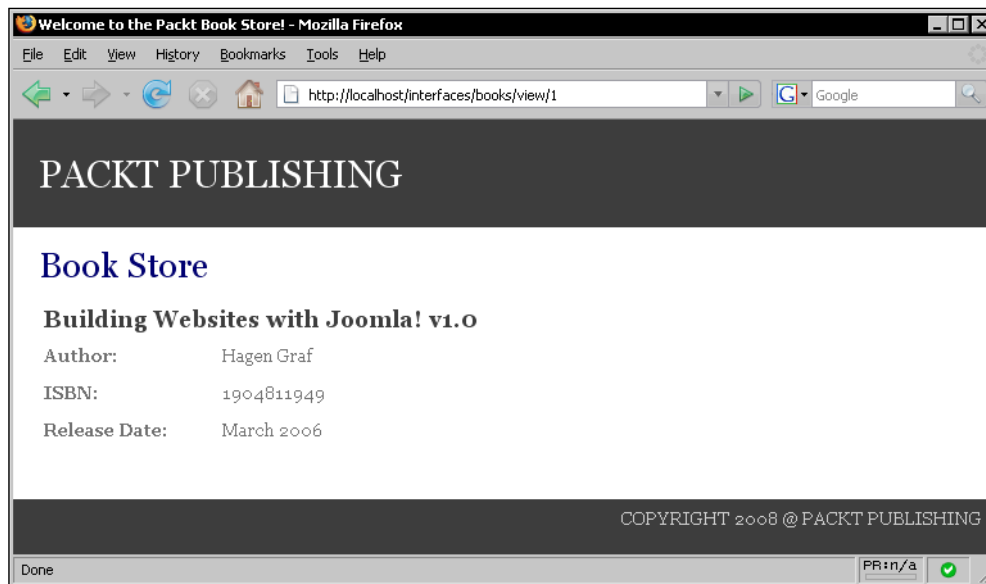 Welcome to the Packt Book Store! - Mozilla Firefox
File Edit View History Bookmarks Tools Help
http://localhost/interfaces/books/view/1 G Google
PACKT PUBLISHING
Book Store
Building Websites with Joomla! v1.0
Author: Hagen Graf
ISBN: 1904811949
Release Date: March 2006
COPYRIGHT 2008 @ PACKT PUBLISHING
Done PR:n/a